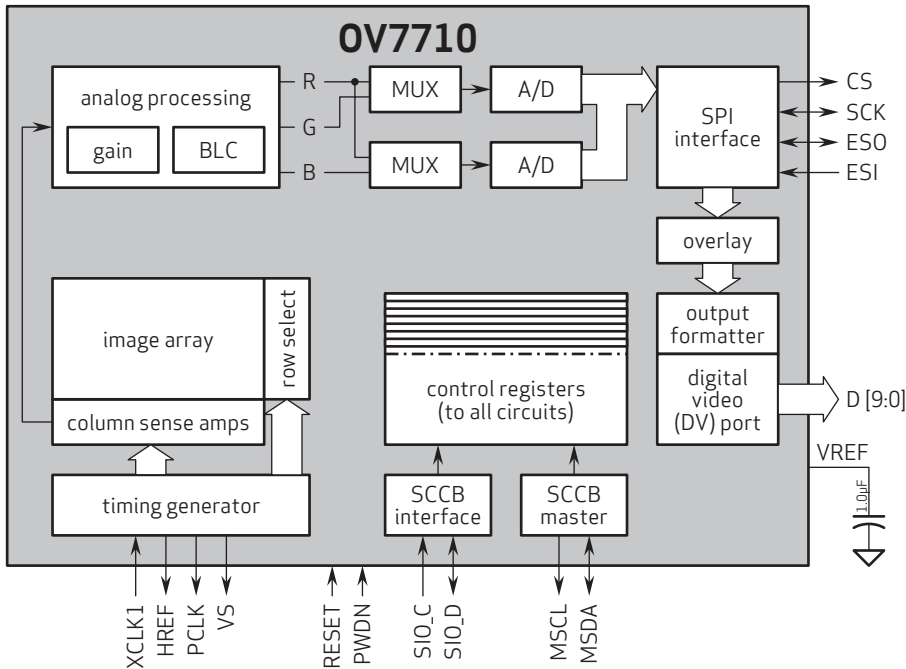 OV7710
analog processing
gain
BLC
R
G
B
MUX
A/D
MUX
A/D
SPI
interface
CS
SCK
ESO
ESI
overlay
output
formatter
digital
video
(DV) port
D [9:0]
VREF
1.0µF
image array
row select
column sense amps
timing generator
control registers
(to all circuits)
SCCB
interface
SCCB
master
XCLK1
HREF
PCLK
VS
RESET
PWDN
SIO_C
SIO_D
MSCL
MSDA